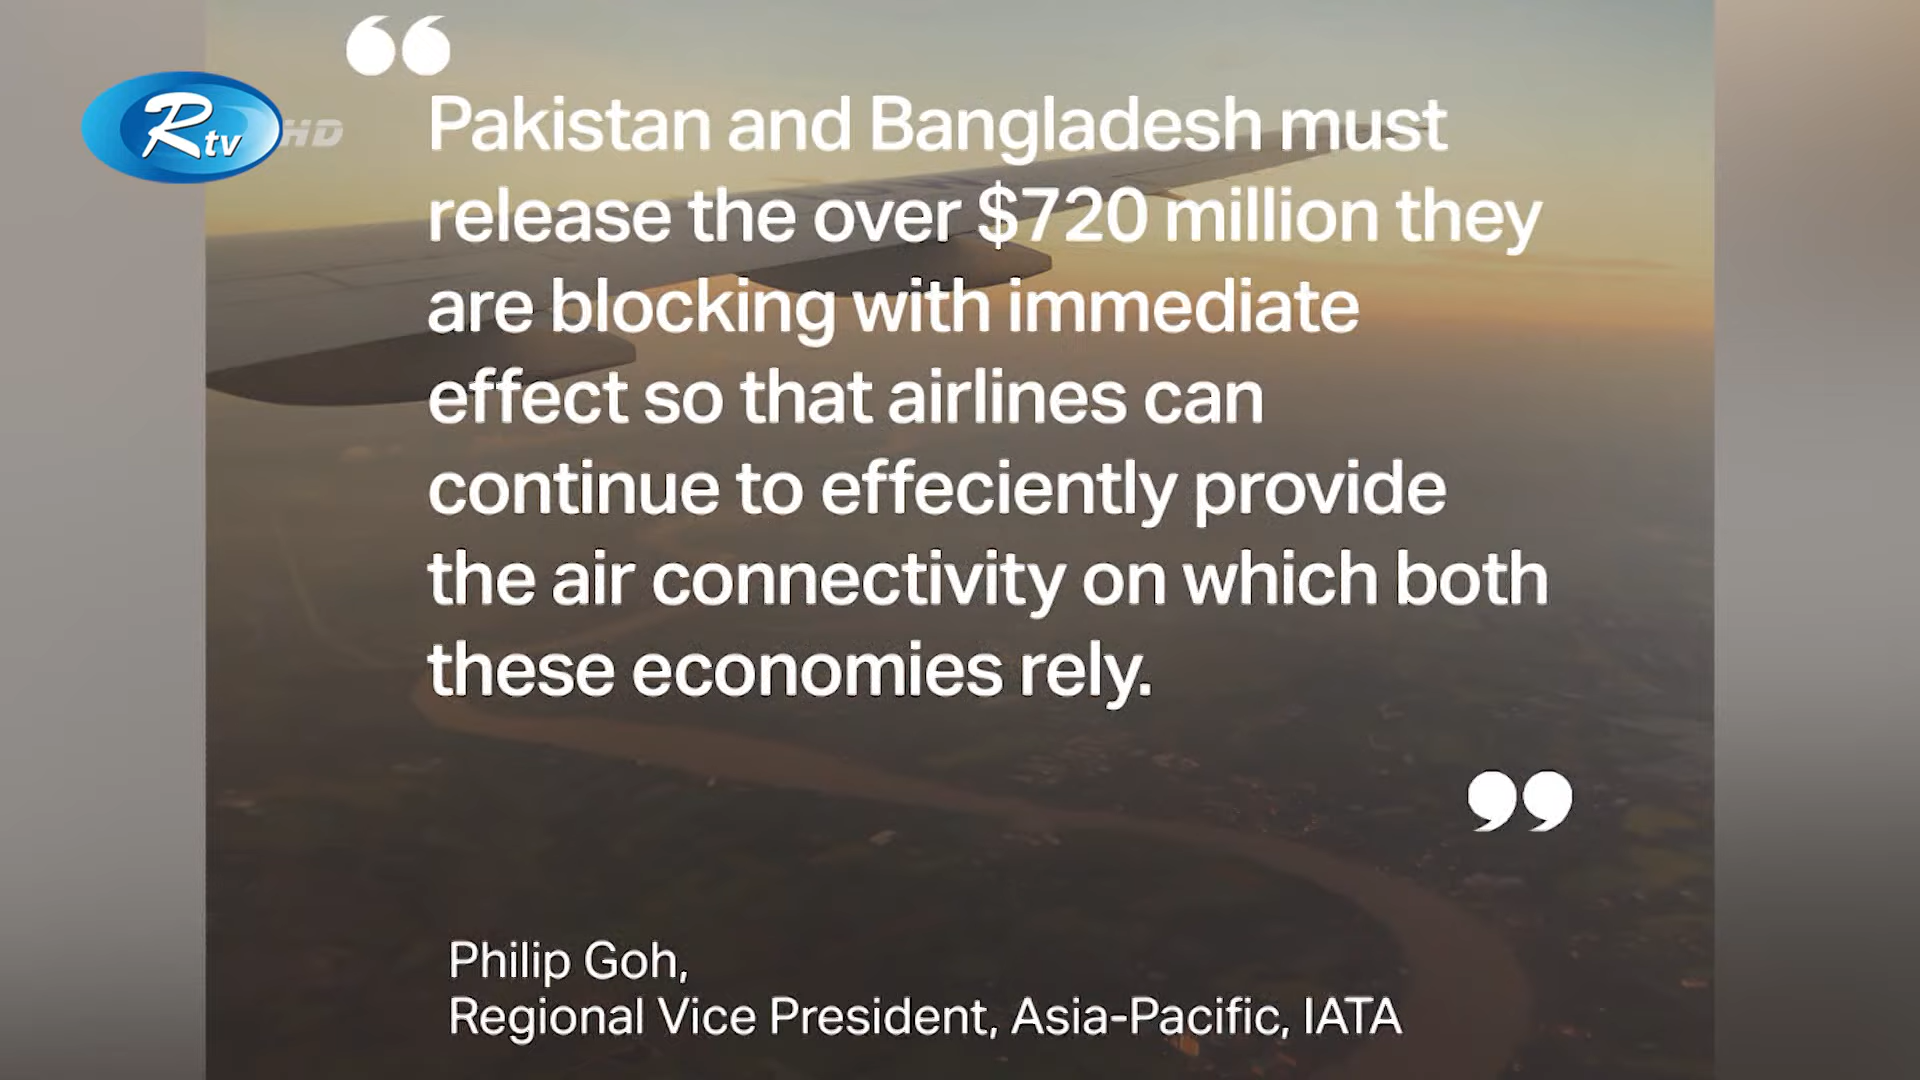 “
Rtv HD
Pakistan and Bangladesh must
release the over $720 million they
are blocking with immediate
effect so that airlines can
continue to effeciently provide
the air connectivity on which both
these economies rely.
”
Philip Goh,
Regional Vice President, Asia-Pacific, IATA